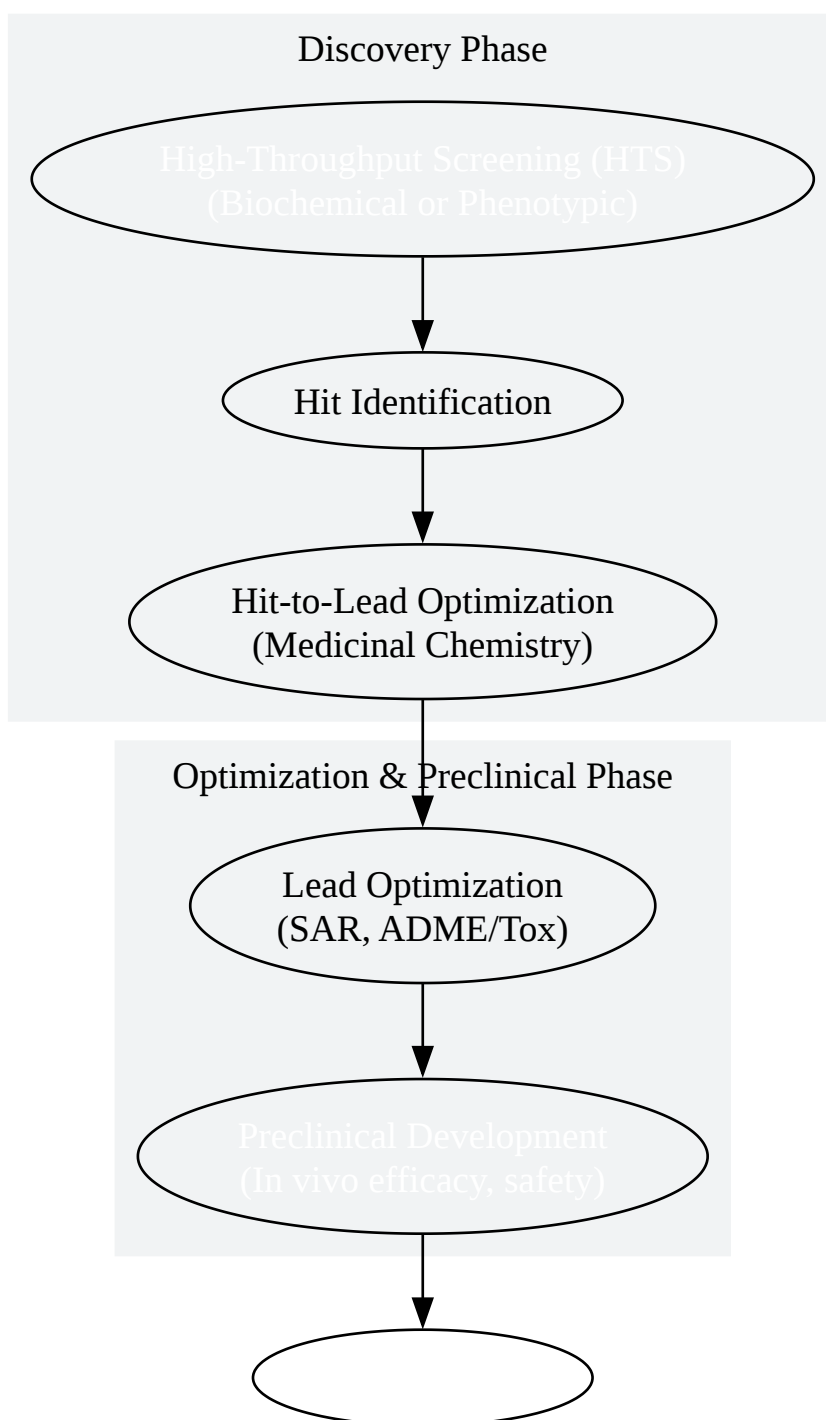 Discovery Phase
High-Throughput Screening (HTS)
(Biochemical or Phenotypic)
Hit Identification
Hit-to-Lead Optimization
(Medicinal Chemistry)
Optimization & Preclinical Phase
Lead Optimization
(SAR, ADME/Tox)
Preclinical Development
(In vivo efficacy, safety)